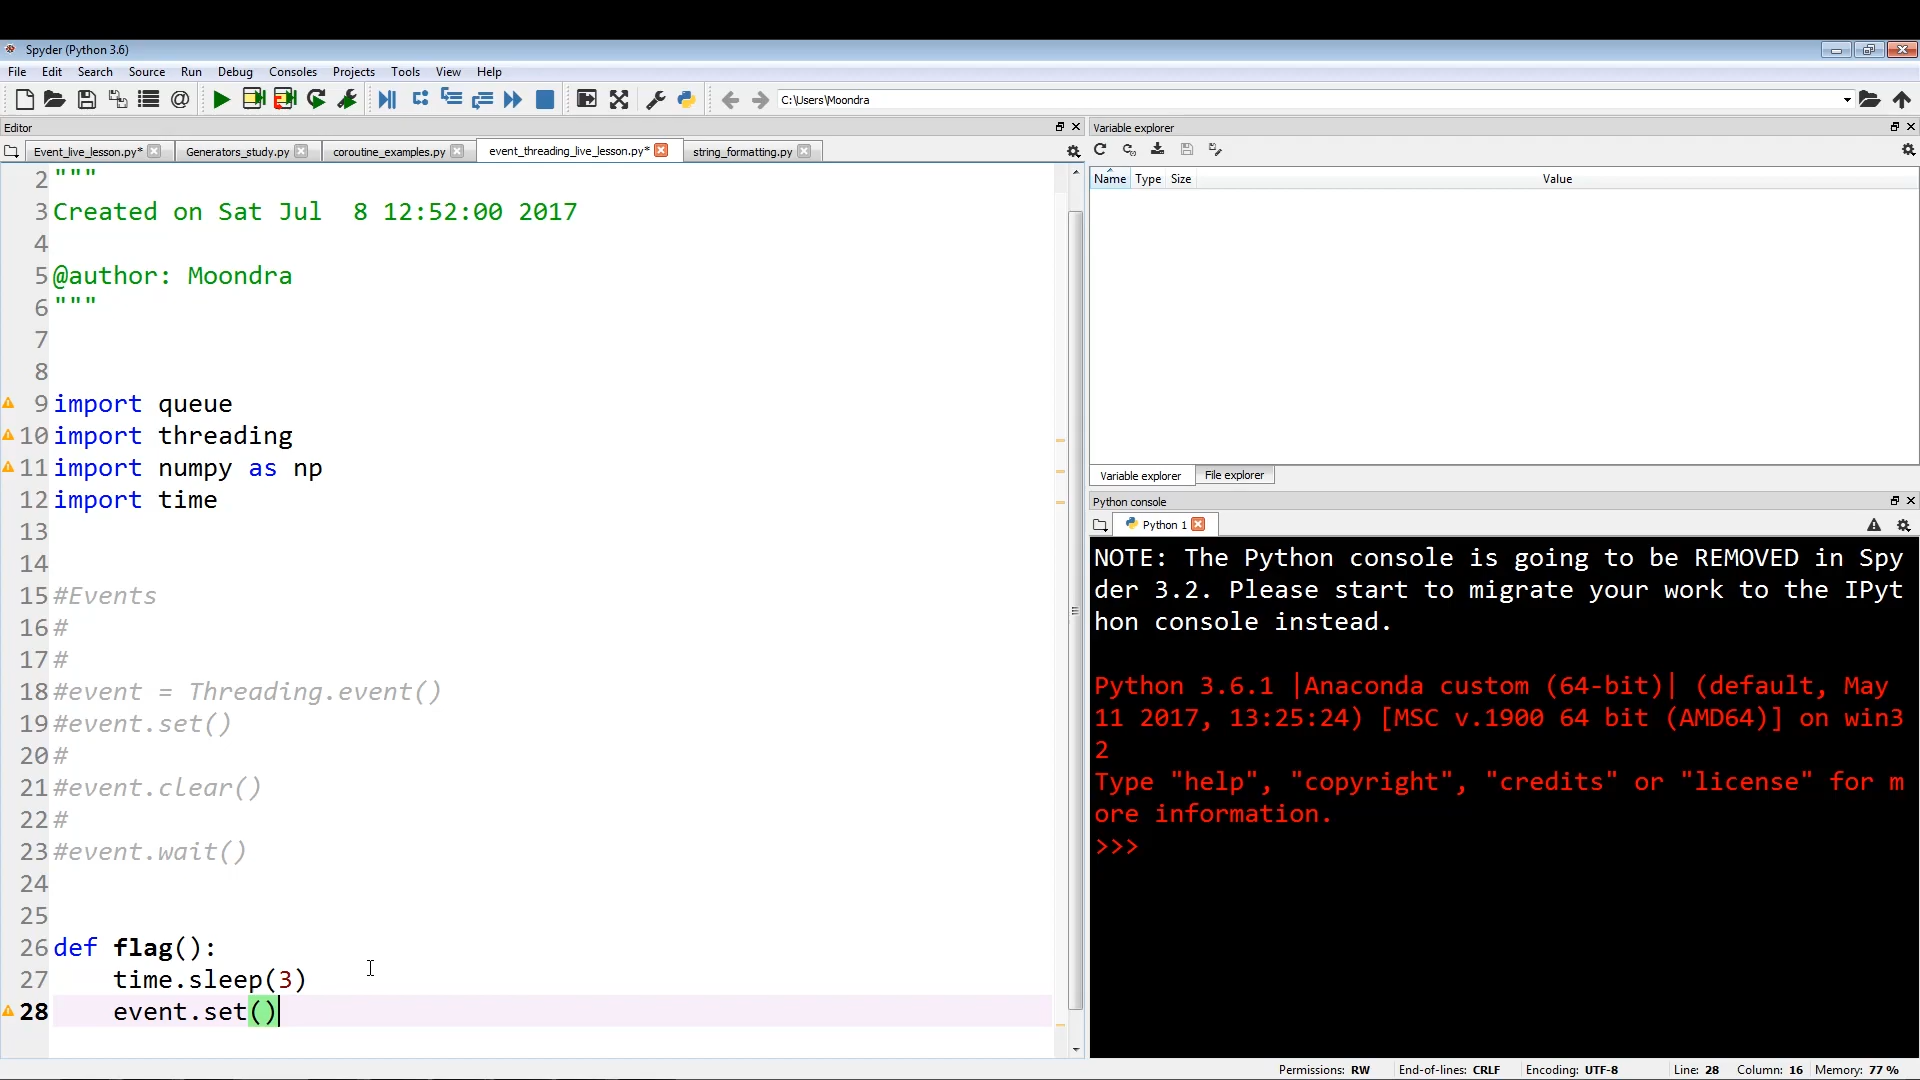 Spyder (Python 3.6)
File Edit Search Source Run Debug Consoles Projects Tools View Help
C:\Users\Moondra
Editor
Event_live_lesson.py* Generators_study.py coroutine_examples.py event_threading_live_lesson.py* string_formatting.py
2 """
3 Created on Sat Jul  8 12:52:00 2017
4
5 @author: Moondra
6 """
7
8
9 import queue
10 import threading
11 import numpy as np
12 import time
13
14
15 #Events
16 #
17 #
18 #event = Threading.event()
19 #event.set()
20 #
21 #event.clear()
22 #
23 #event.wait()
24
25
26 def flag():
27     time.sleep(3)
28     event.set()
Variable explorer
Name Type Size Value
Variable explorer File explorer
Python console
Python 1
NOTE: The Python console is going to be REMOVED in Spy
der 3.2. Please start to migrate your work to the IPyt
hon console instead.
Python 3.6.1 |Anaconda custom (64-bit)| (default, May
11 2017, 13:25:24) [MSC v.1900 64 bit (AMD64)] on win3
2
Type "help", "copyright", "credits" or "license" for m
ore information.
>>>
Permissions: RW End-of-lines: CRLF Encoding: UTF-8 Line: 28 Column: 16 Memory: 77 %